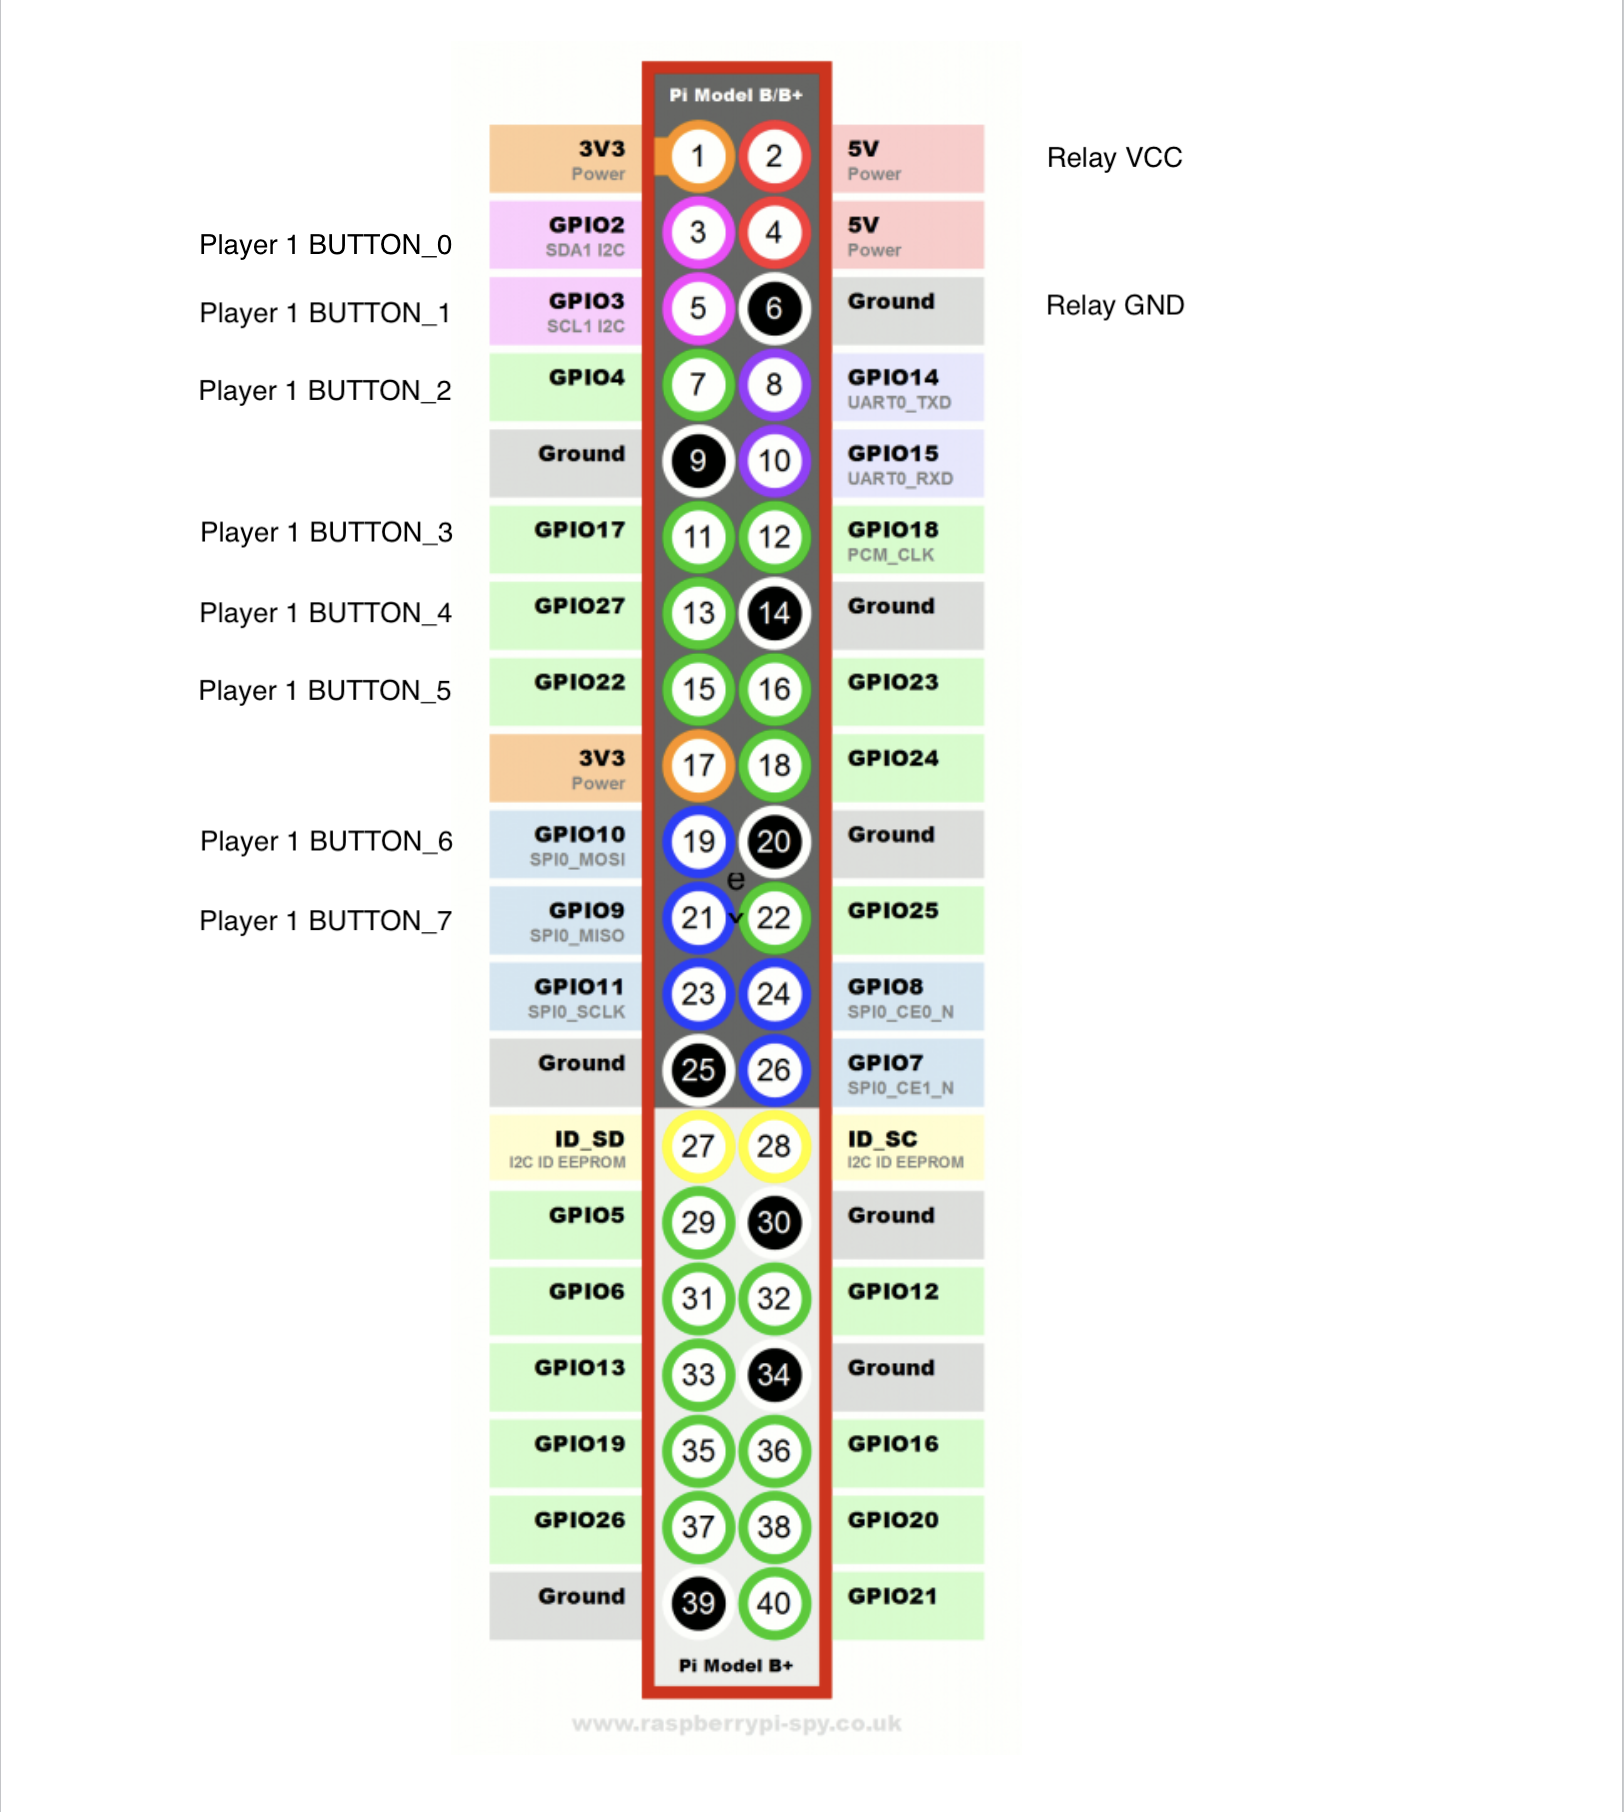 Pi Model B/B+
3V3 Power 1 2 5V Power Relay VCC
Player 1 BUTTON_0 GPIO2 SDA1 I2C 3 4 5V Power
Player 1 BUTTON_1 GPIO3 SCL1 I2C 5 6 Ground Relay GND
Player 1 BUTTON_2 GPIO4 7 8 GPIO14 UART0_TXD
Ground 9 10 GPIO15 UART0_RXD
Player 1 BUTTON_3 GPIO17 11 12 GPIO18 PCM_CLK
Player 1 BUTTON_4 GPIO27 13 14 Ground
Player 1 BUTTON_5 GPIO22 15 16 GPIO23
3V3 Power 17 18 GPIO24
Player 1 BUTTON_6 GPIO10 SPI0_MOSI 19 20 Ground
e
Player 1 BUTTON_7 GPIO9 SPI0_MISO 21 v 22 GPIO25
GPIO11 SPI0_SCLK 23 24 GPIO8 SPI0_CE0_N
Ground 25 26 GPIO7 SPI0_CE1_N
ID_SD I2C ID EEPROM 27 28 ID_SC I2C ID EEPROM
GPIO5 29 30 Ground
GPIO6 31 32 GPIO12
GPIO13 33 34 Ground
GPIO19 35 36 GPIO16
GPIO26 37 38 GPIO20
Ground 39 40 GPIO21
Pi Model B+
www.raspberrypi-spy.co.uk